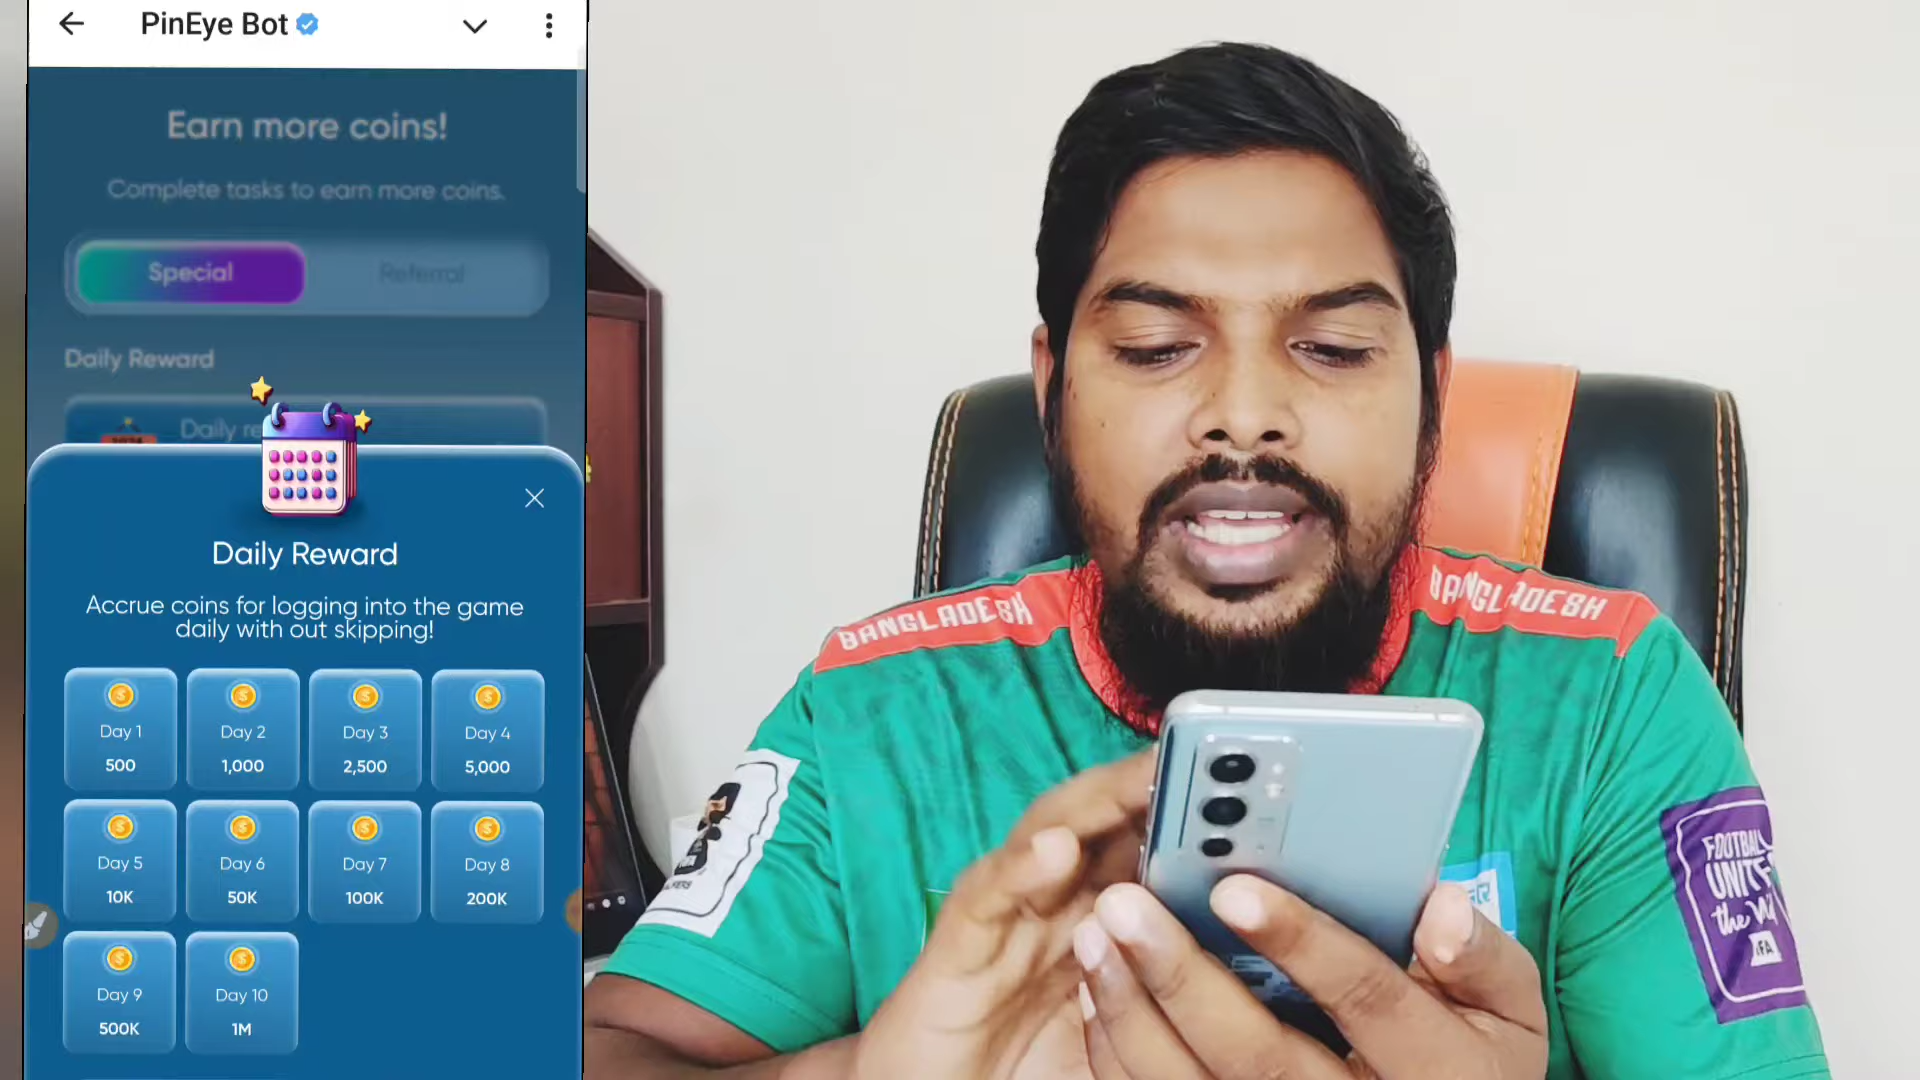 PinEye Bot
Earn more coins!
Complete tasks to earn more coins.
Special
Referral
Daily Reward
Daily re
Daily Reward
Accrue coins for logging into the game
daily with out skipping!
Day 1
500
Day 2
1,000
Day 3
2,500
Day 4
5,000
Day 5
10K
Day 6
50K
Day 7
100K
Day 8
200K
Day 9
500K
Day 10
1M
BANGLADESH
BANGLADESH
FOOTBALL
UNITES
the